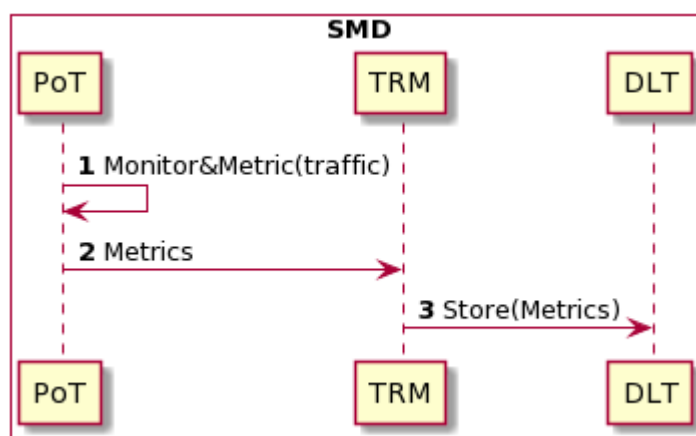 SMD
PoT TRM DLT
1 Monitor&Metric(traffic)
2 Metrics
3 Store(Metrics)
PoT TRM DLT